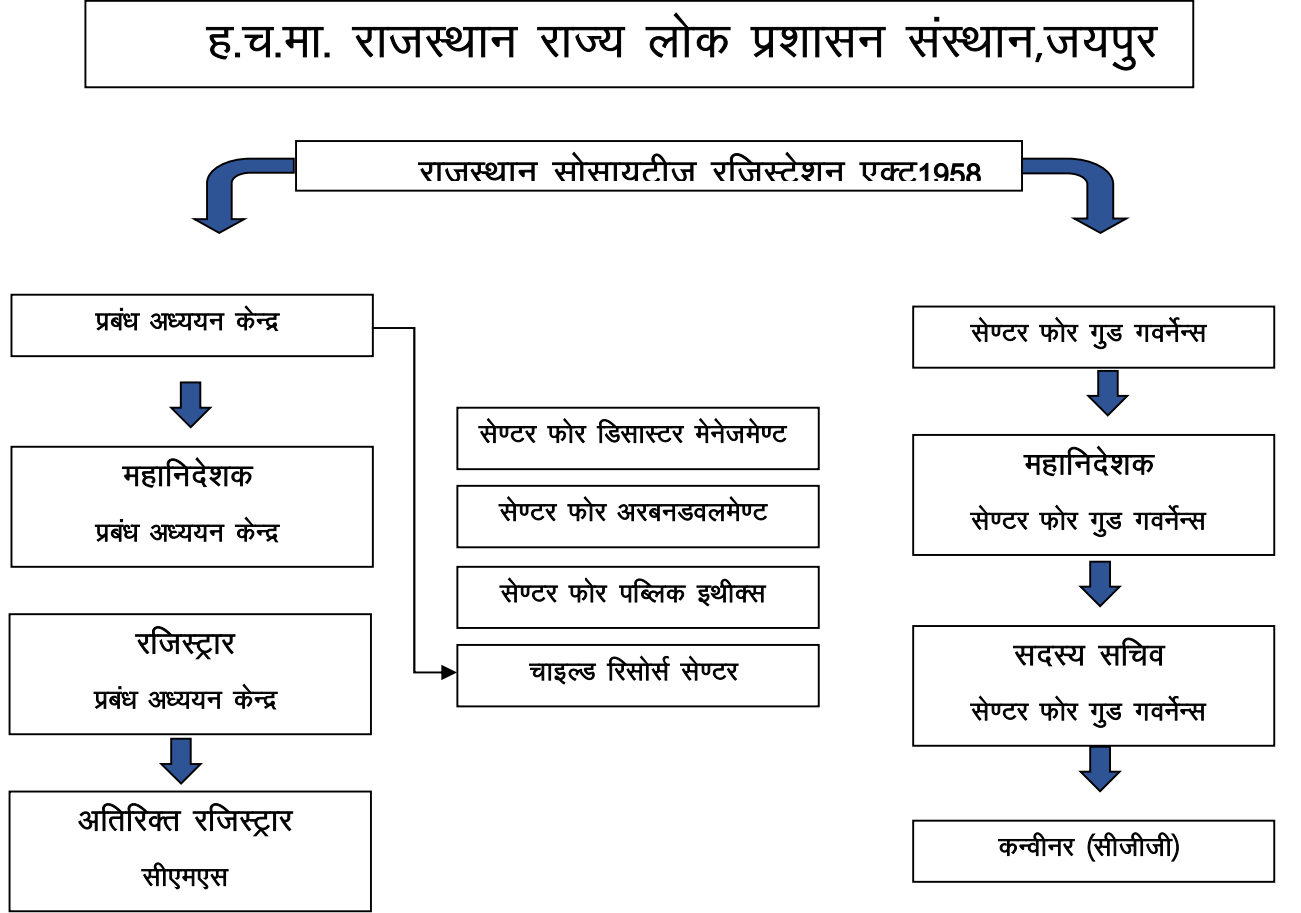 ह.च.मा. राजस्थान राज्य लोक प्रशासन संस्थान,जयपुर
राजस्थान सोसायटीज रजिस्टेशन एक्ट1958
प्रबंध अध्ययन केन्द्र
महानिदेशक
प्रबंध अध्ययन केन्द्र
रजिस्ट्रार
प्रबंध अध्ययन केन्द्र
अतिरिक्त रजिस्ट्रार
सीएमएस
सेण्टर फोर डिसास्टर मेनेजमेण्ट
सेण्टर फोर अरबनडवलमेण्ट
सेण्टर फोर पब्लिक इथीक्स
चाइल्ड रिसोर्स सेण्टर
सेण्टर फोर गुड गवर्नेन्स
महानिदेशक
सेण्टर फोर गुड गवर्नेन्स
सदस्य सचिव
सेण्टर फोर गुड गवर्नेन्स
कन्वीनर (सीजीजी)